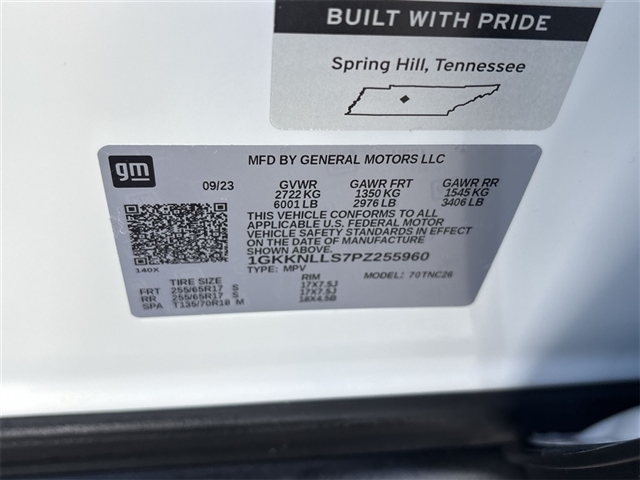 BUILT WITH PRIDE
Spring Hill, Tennessee
gm
MFD BY GENERAL MOTORS LLC
09/23 GVWR GAWR FRT GAWR RR
2722 KG 1350 KG 1545 KG
6001 LB 2976 LB 3406 LB
THIS VEHICLE CONFORMS TO ALL
APPLICABLE U.S. FEDERAL MOTOR
VEHICLE SAFETY STANDARDS IN EFFECT
ON THE DATE OF MANUFACTURE
SHOWN ABOVE.
1GKKNLLS7PZ255960
140X TYPE: MPV MODEL: 70TNC26
TIRE SIZE RIM
FRT 255/65R17 S 17X7.5J
RR 255/65R17 S 17X7.5J
SPA T135/70R18 M 18X4.5B